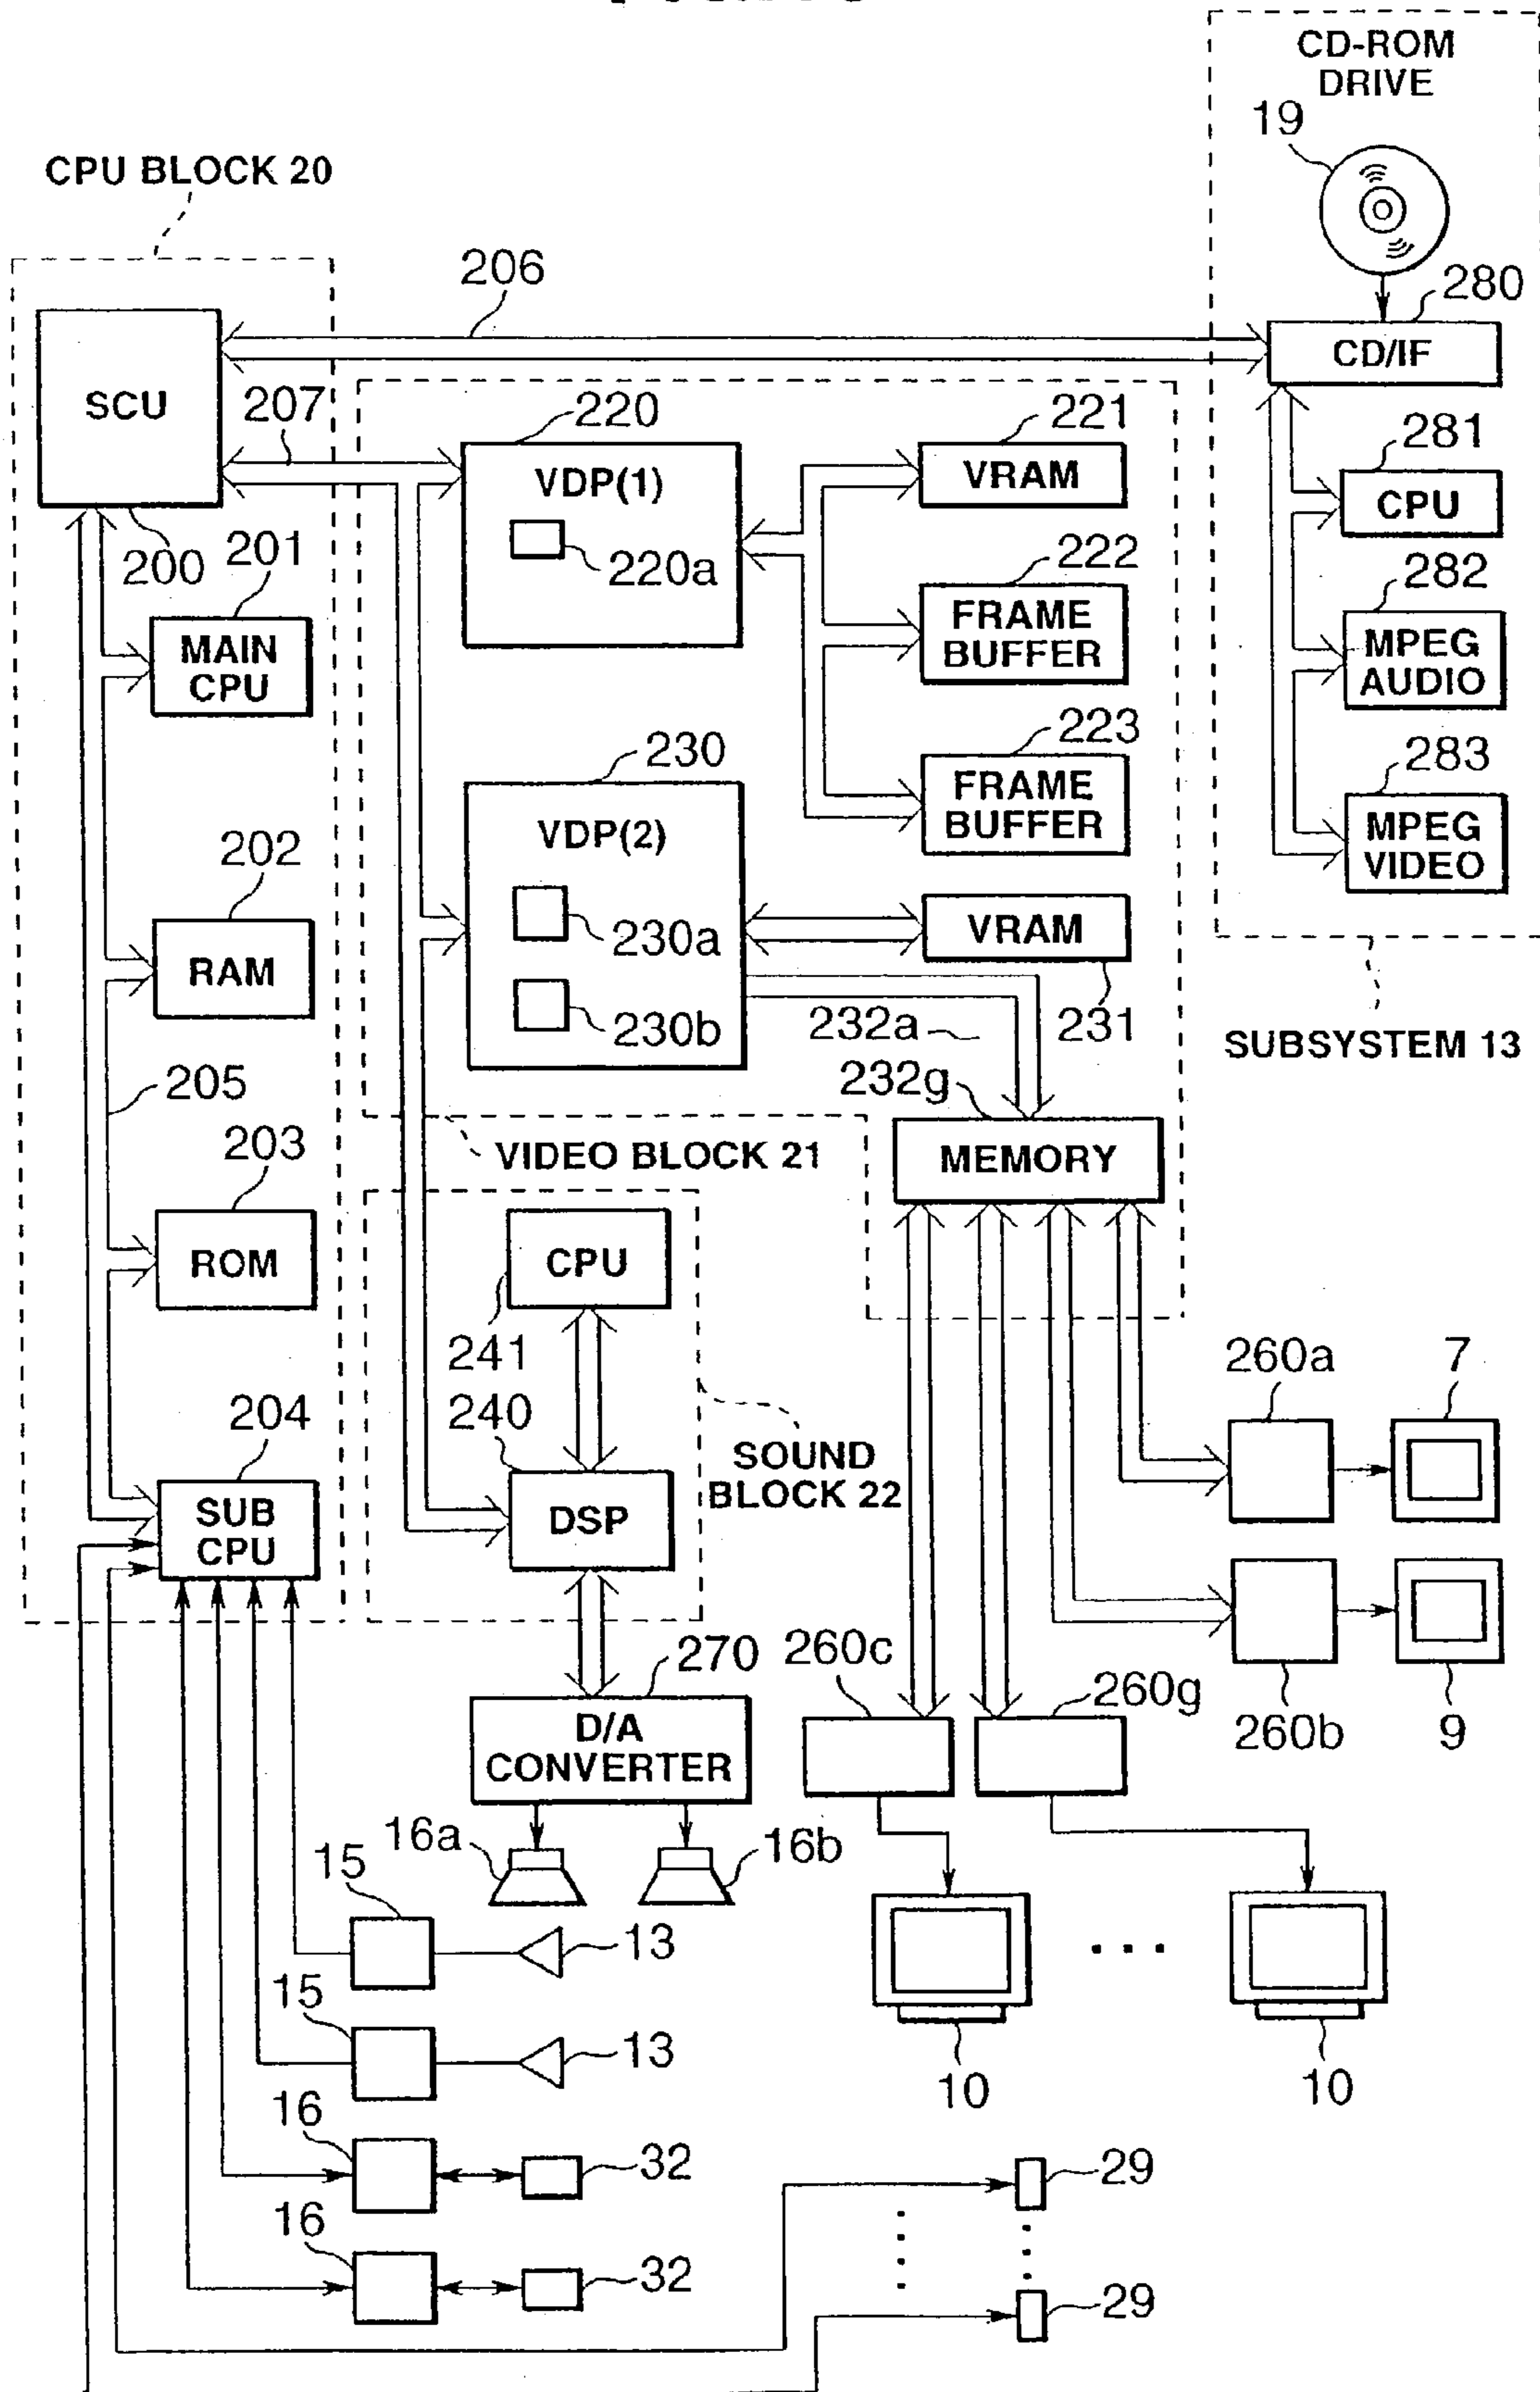 CD-ROM
DRIVE
19
CPU BLOCK 20
206
280
CD/IF
SCU
207
220
221
VDP(1)
VRAM
281
CPU
220a
200
201
222
282
MAIN
CPU
FRAME
BUFFER
MPEG
AUDIO
223
283
230
FRAME
BUFFER
MPEG
VIDEO
VDP(2)
202
230a
VRAM
RAM
230b
232a
231
SUBSYSTEM 13
205
232g
203
VIDEO BLOCK 21
MEMORY
ROM
CPU
241
260a
7
204
240
SOUND
BLOCK 22
SUB
CPU
DSP
270
260c
260g
260b
9
D/A
CONVERTER
16a
16b
15
13
15
13
10
10
16
32
29
16
32
29